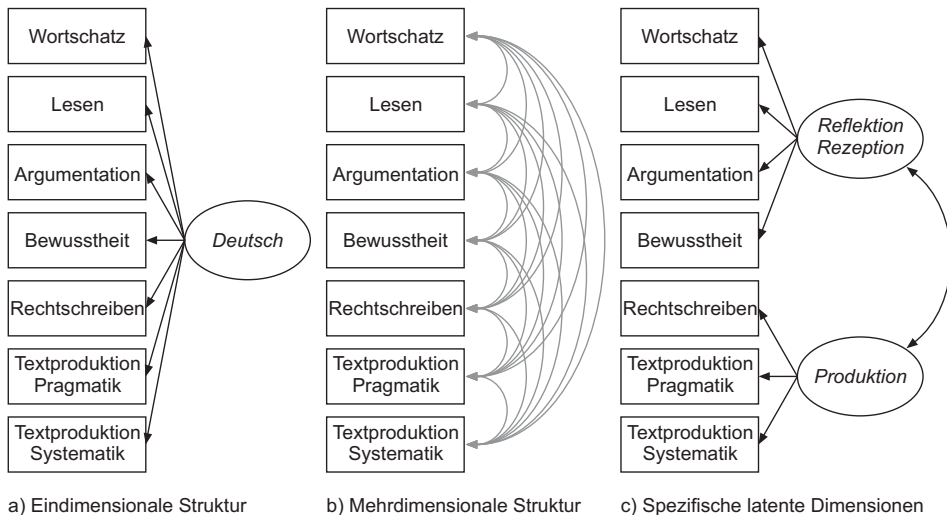 Wortschatz
Lesen
Argumentation
Bewusstheit
Rechtschreiben
Textproduktion
Pragmatik
Textproduktion
Systematik
Deutsch
a) Eindimensionale Struktur
Wortschatz
Lesen
Argumentation
Bewusstheit
Rechtschreiben
Textproduktion
Pragmatik
Textproduktion
Systematik
b) Mehrdimensionale Struktur
Wortschatz
Lesen
Argumentation
Bewusstheit
Rechtschreiben
Textproduktion
Pragmatik
Textproduktion
Systematik
Reflektion
Rezeption
Produktion
c) Spezifische latente Dimensionen